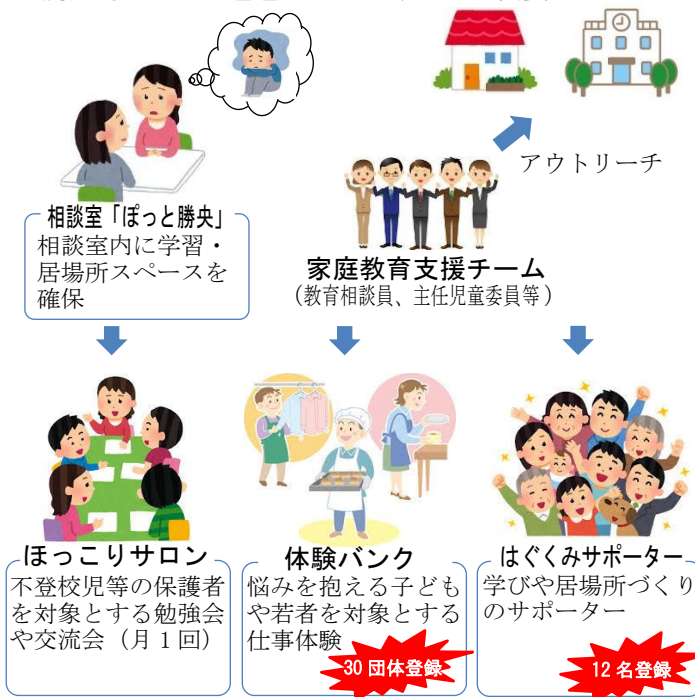 アウトリーチ
相談室「ぽっと勝央」
相談室内に学習・
居場所スペースを
確保
家庭教育支援チーム
（教育相談員、主任児童委員等）
ほっこりサロン
不登校児等の保護者
を対象とする勉強会
や交流会（月１回）
体験バンク
悩みを抱える子ども
や若者を対象とする
仕事体験
30 団体登録
はぐくみサポーター
学びや居場所づくり
のサポーター
12 名登録